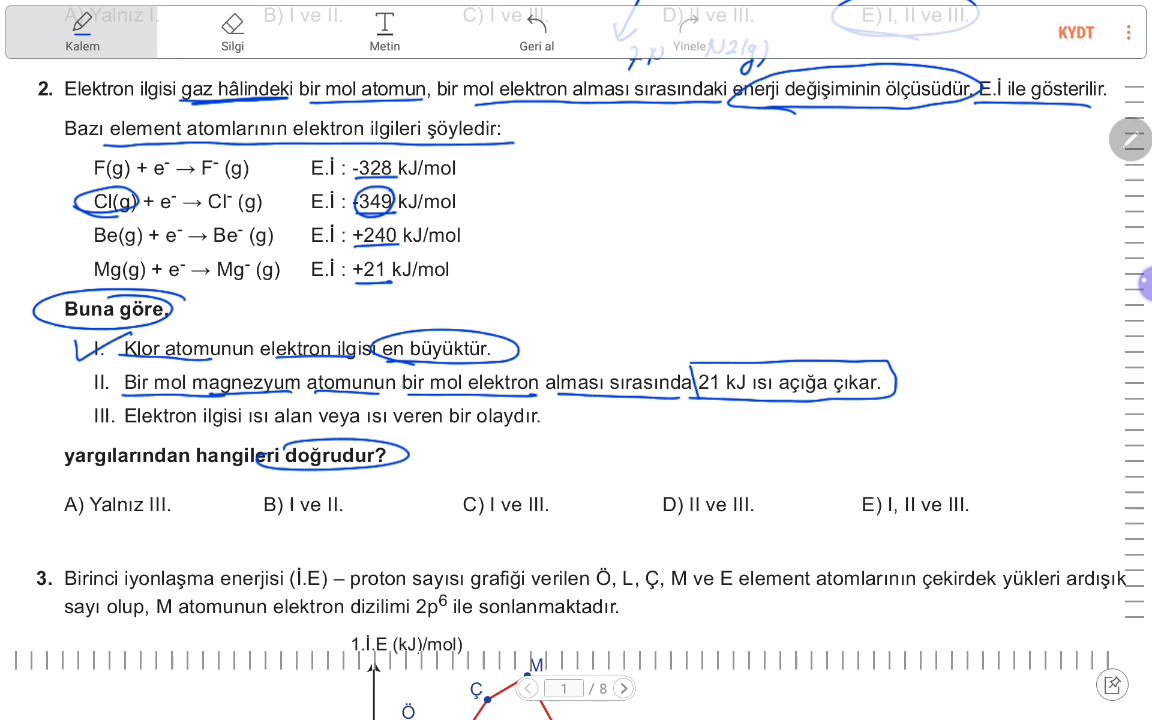 A) Yalnız I. B) I ve II. C) I ve III. D) II ve III. E) I, II ve III.
Kalem Silgi Metin Geri al Yinele KYDT
7N N2(g)
2. Elektron ilgisi gaz hâlindeki bir mol atomun, bir mol elektron alması sırasındaki enerji değişiminin ölçüsüdür. E.İ ile gösterilir.
Bazı element atomlarının elektron ilgileri şöyledir:
F(g) + e⁻ → F⁻ (g) E.İ : -328 kJ/mol
Cl(g) + e⁻ → Cl⁻ (g) E.İ : -349 kJ/mol
Be(g) + e⁻ → Be⁻ (g) E.İ : +240 kJ/mol
Mg(g) + e⁻ → Mg⁻ (g) E.İ : +21 kJ/mol
Buna göre,
I. Klor atomunun elektron ilgisi en büyüktür.
II. Bir mol magnezyum atomunun bir mol elektron alması sırasında 21 kJ ısı açığa çıkar.
III. Elektron ilgisi ısı alan veya ısı veren bir olaydır.
yargılarından hangileri doğrudur?
A) Yalnız III. B) I ve II. C) I ve III. D) II ve III. E) I, II ve III.
3. Birinci iyonlaşma enerjisi (İ.E) – proton sayısı grafiği verilen Ö, L, Ç, M ve E element atomlarının çekirdek yükleri ardışık
sayı olup, M atomunun elektron dizilimi 2p⁶ ile sonlanmaktadır.
1.İ.E (kJ)/mol)
M
Ç 1 / 8
Ö